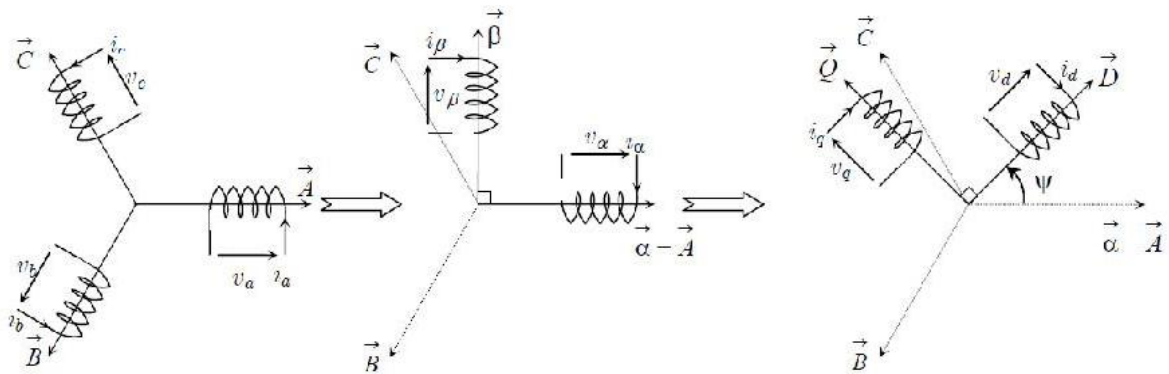 C⃗
i_c
v_c
A⃗
v_a
i_a
v_b
i_b
B⃗
β⃗
i_β
C⃗
v_β
v_α
i_α
α⃗ – A⃗
B⃗
C⃗
Q⃗
v_d
i_d
D⃗
i_q
v_q
Ψ
α⃗ A⃗
B⃗